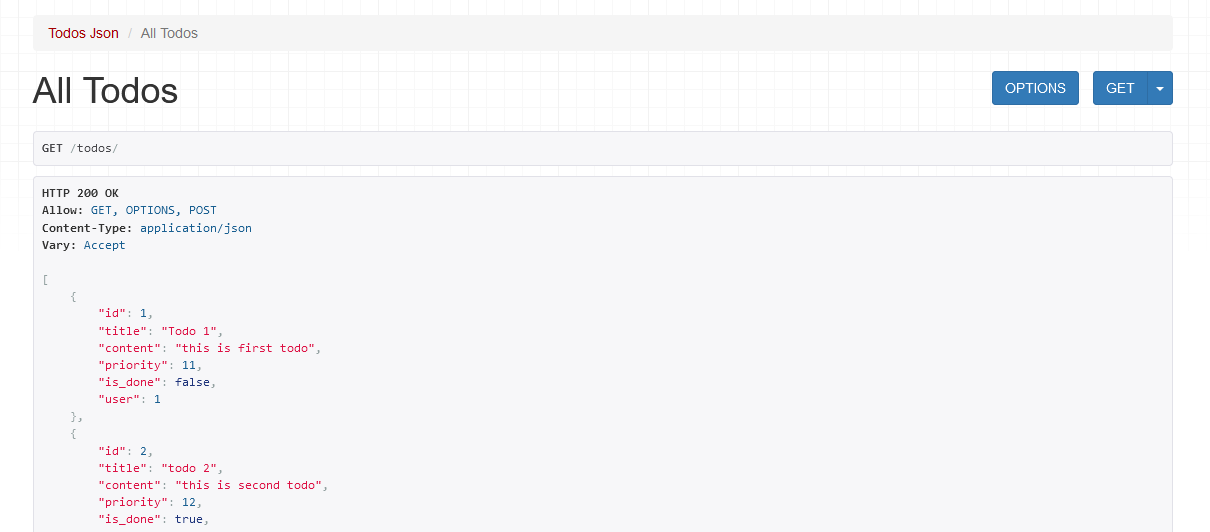 Todos Json / All Todos
All Todos
OPTIONS GET
GET /todos/
HTTP 200 OK
Allow: GET, OPTIONS, POST
Content-Type: application/json
Vary: Accept
[
    {
        "id": 1,
        "title": "Todo 1",
        "content": "this is first todo",
        "priority": 11,
        "is_done": false,
        "user": 1
    },
    {
        "id": 2,
        "title": "todo 2",
        "content": "this is second todo",
        "priority": 12,
        "is_done": true,